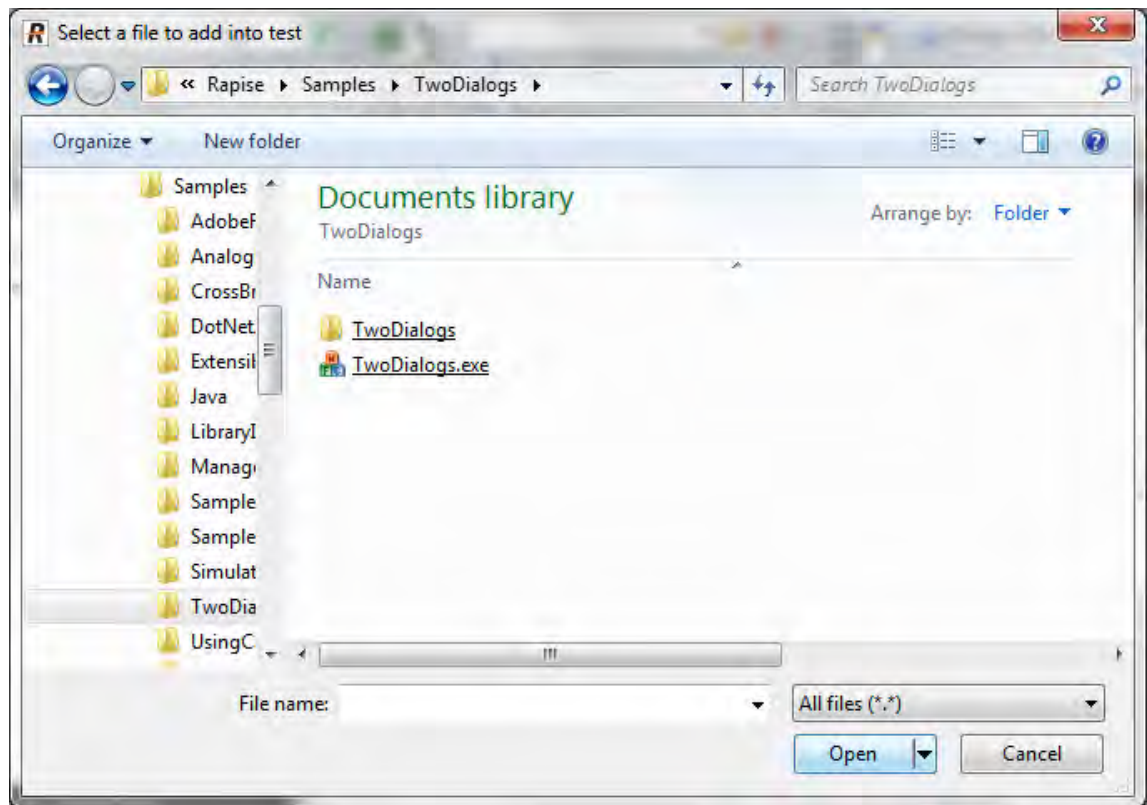 Select a file to add into test
« Rapise ▸ Samples ▸ TwoDialogs ▸
Search TwoDialogs
Organize ▾ New folder
Samples
AdobeF
Analog
CrossBr
DotNet.
Extensib
Java
LibraryI
Manage
Sample
Sample
Simulat
TwoDia
UsingC
Documents library
TwoDialogs
Arrange by: Folder ▾
Name
TwoDialogs
TwoDialogs.exe
File name:
All files (*.*)
Open
Cancel